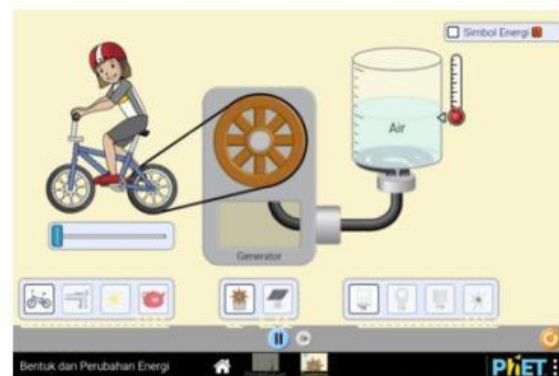 Simbol Energi
Air
Generator
Bentuk dan Perubahan Energi
PhET